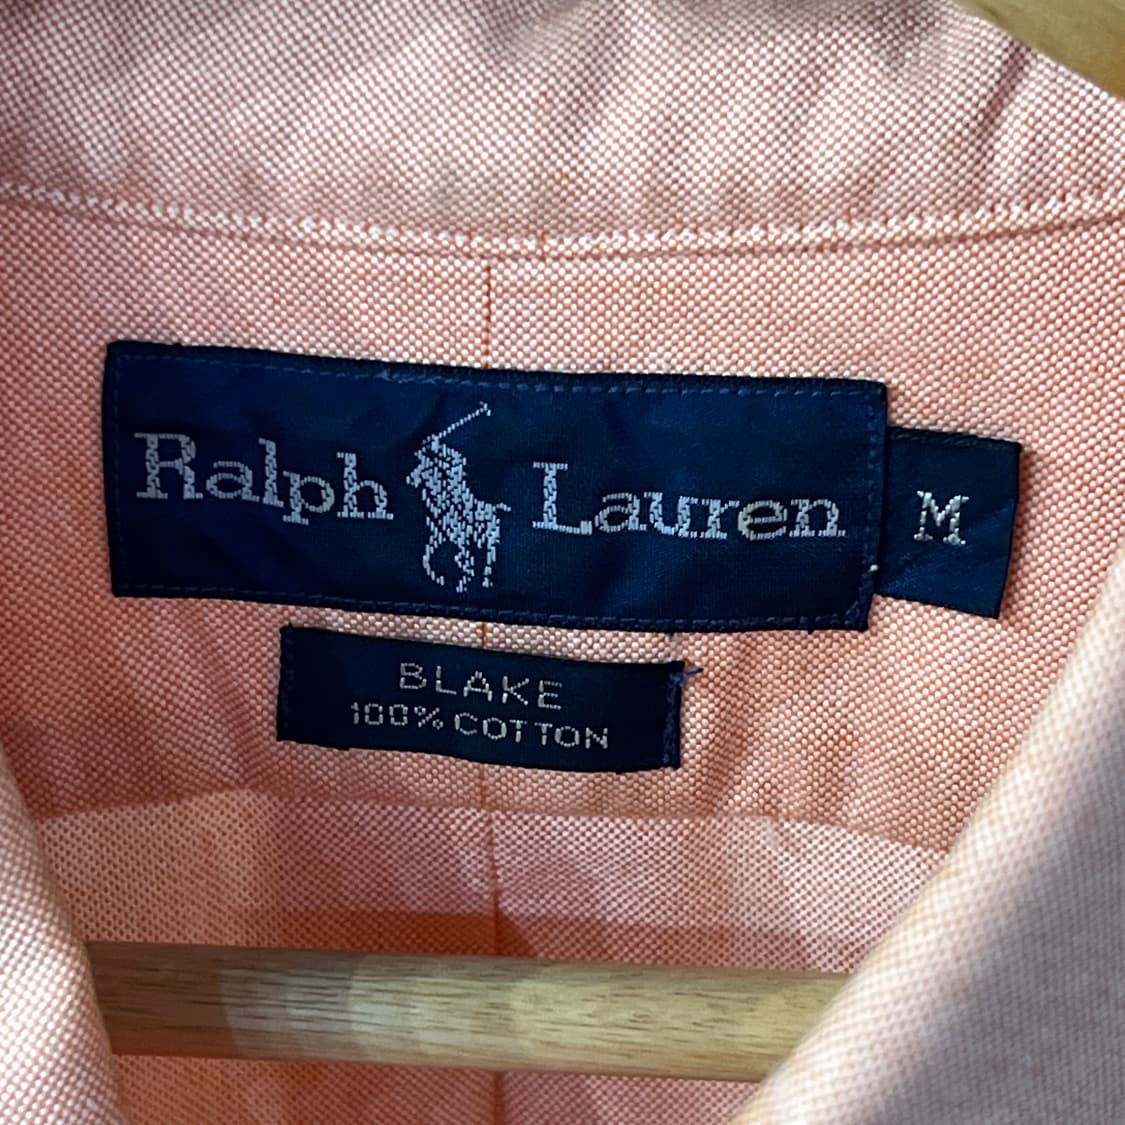 Ralph Lauren
M
BLAKE
100% COTTON